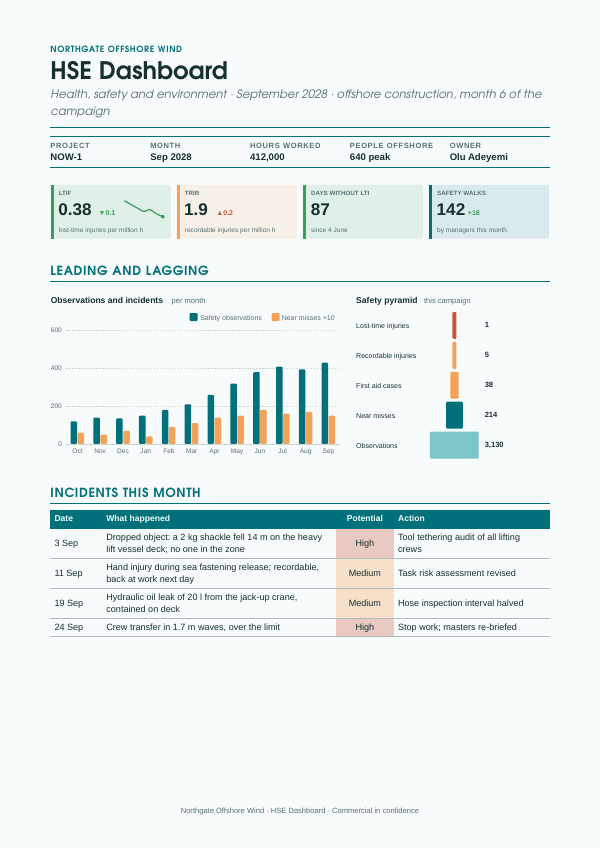 NORTHGATE OFFSHORE WIND
HSE Dashboard
Health, safety and environment · September 2028 · offshore construction, month 6 of the
campaign
PROJECT MONTH HOURS WORKED PEOPLE OFFSHORE OWNER
NOW-1 Sep 2028 412,000 640 peak Olu Adeyemi
LTIF TRIR DAYS WITHOUT LTI SAFETY WALKS
0.38 ▼0.1 1.9 ▲0.2 87 142 +18
lost-time injuries per million h recordable injuries per million h since 4 June by managers this month
LEADING AND LAGGING
Observations and incidents per month
Safety observations Near misses ×10
600
400
200
0
Oct Nov Dec Jan Feb Mar Apr May Jun Jul Aug Sep
Safety pyramid this campaign
Lost-time injuries 1
Recordable injuries 5
First aid cases 38
Near misses 214
Observations 3,130
INCIDENTS THIS MONTH
Date What happened Potential Action
3 Sep Dropped object: a 2 kg shackle fell 14 m on the heavy lift vessel deck; no one in the zone High Tool tethering audit of all lifting crews
11 Sep Hand injury during sea fastening release; recordable, back at work next day Medium Task risk assessment revised
19 Sep Hydraulic oil leak of 20 l from the jack-up crane, contained on deck Medium Hose inspection interval halved
24 Sep Crew transfer in 1.7 m waves, over the limit High Stop work; masters re-briefed
Northgate Offshore Wind · HSE Dashboard · Commercial in confidence